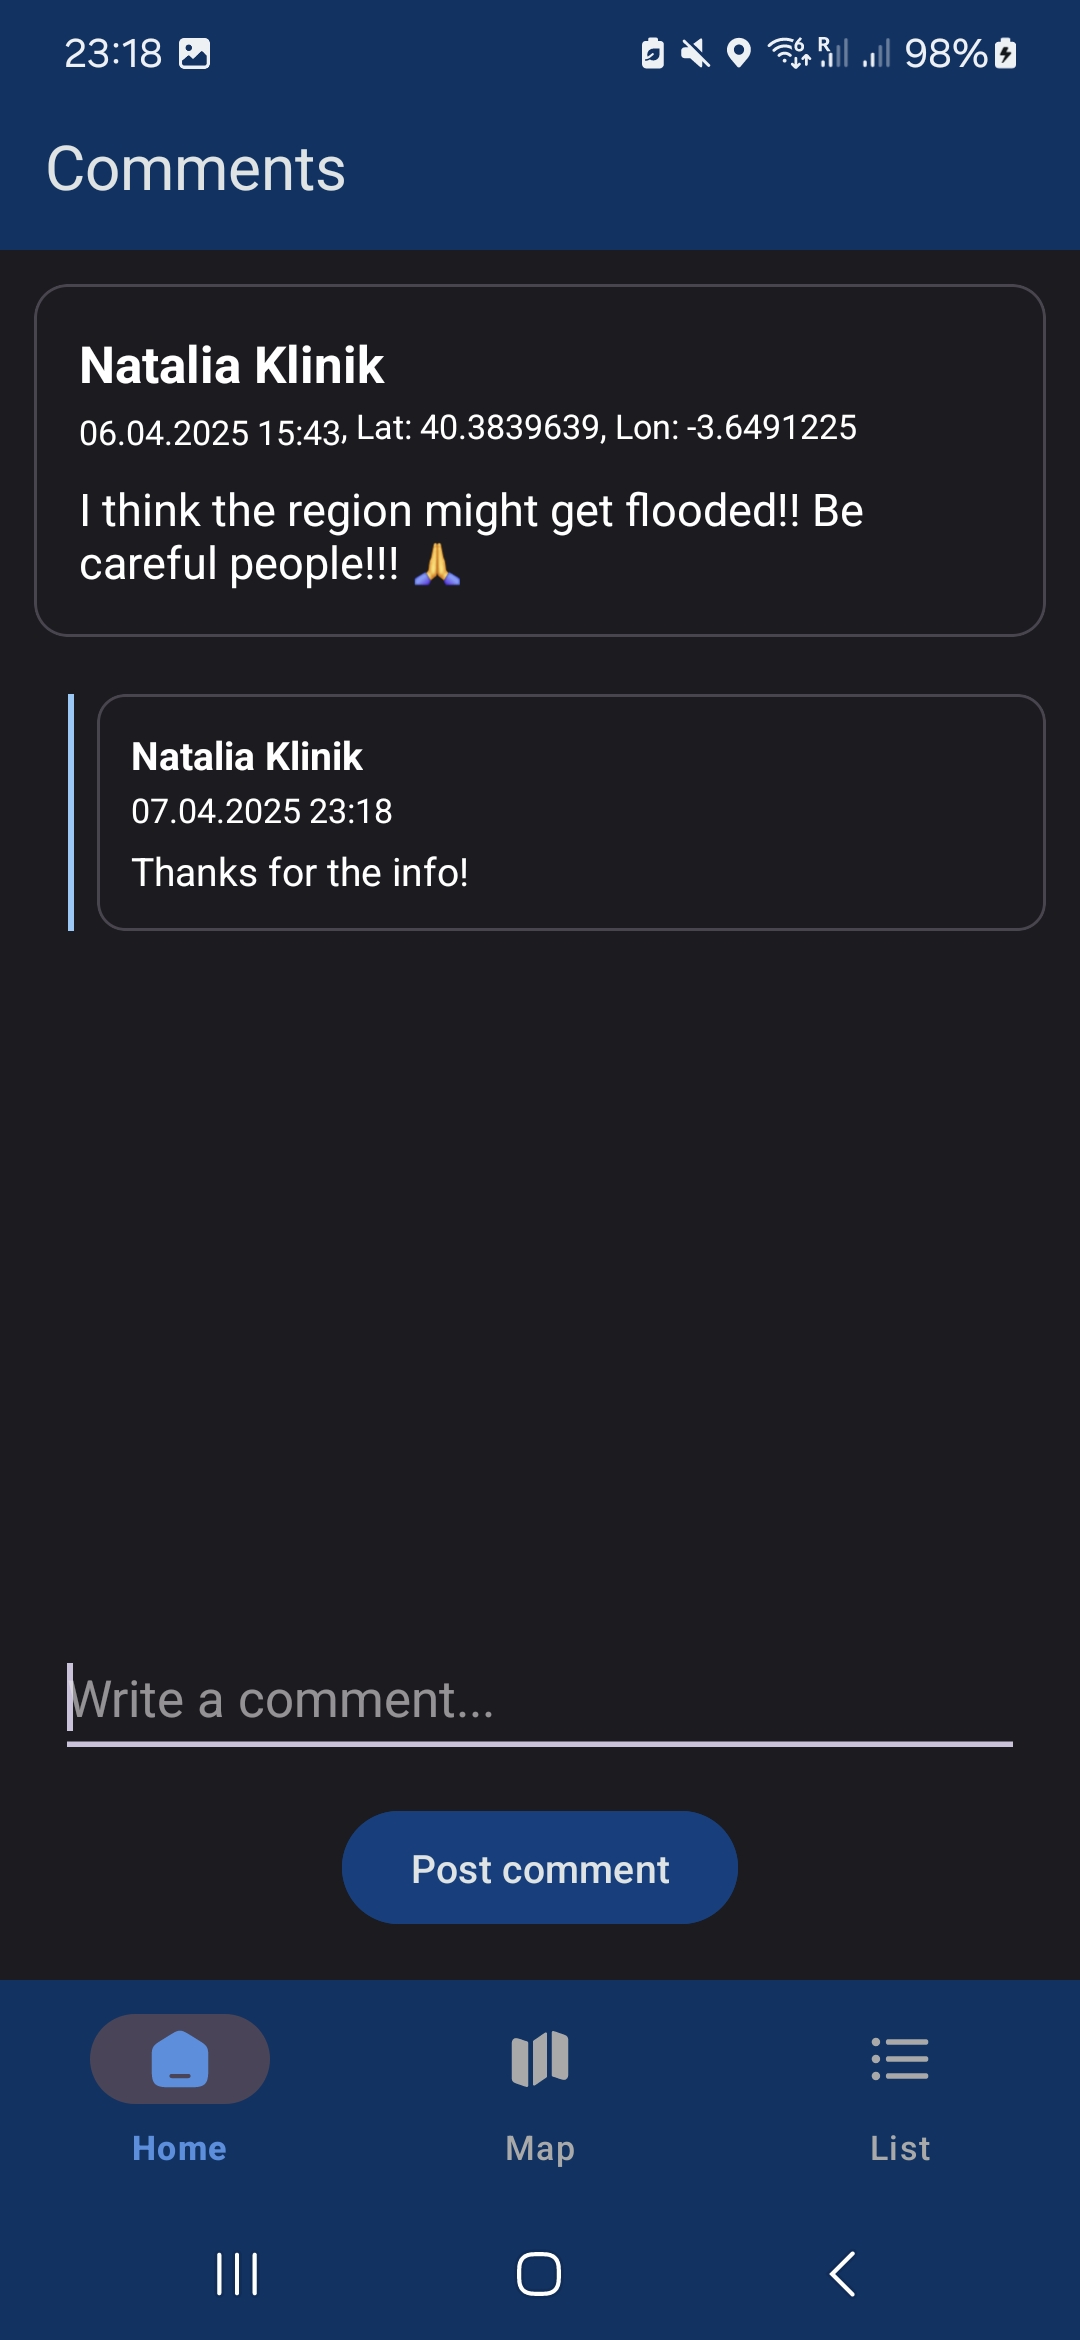 23:18 98%
Comments
Natalia Klinik
06.04.2025 15:43, Lat: 40.3839639, Lon: -3.6491225
I think the region might get flooded!! Be
careful people!!! 🙏
Natalia Klinik
07.04.2025 23:18
Thanks for the info!
Write a comment...
Post comment
Home Map List